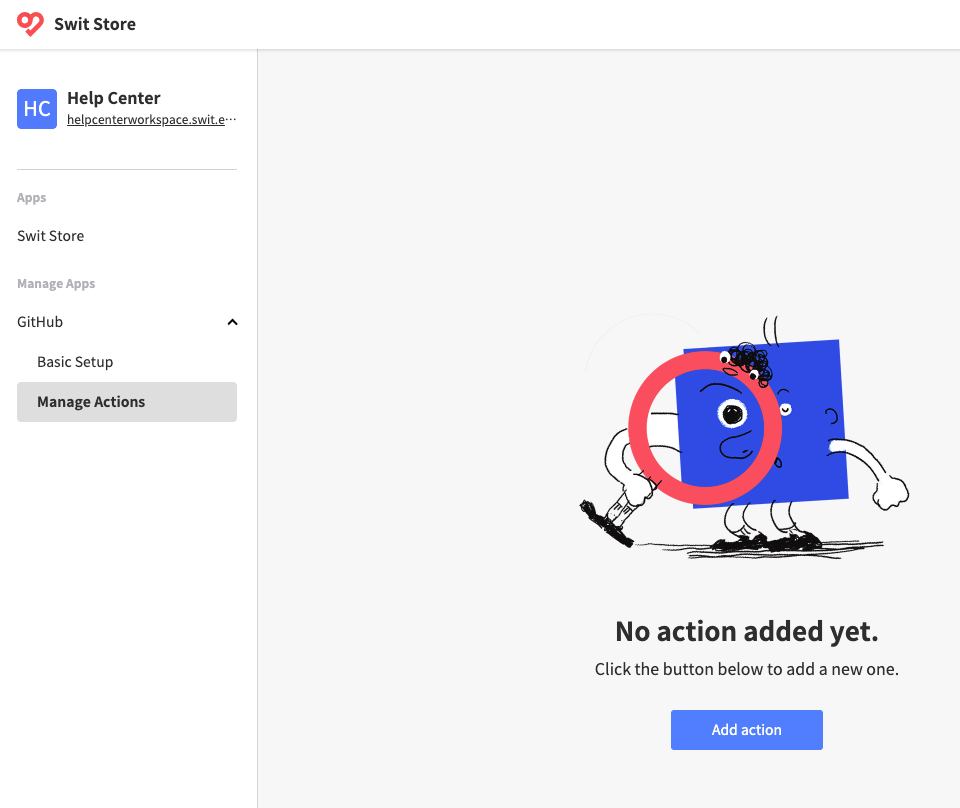 Swit Store
HC
Help Center
helpcenterworkspace.swit.e···
Apps
Swit Store
Manage Apps
GitHub
Basic Setup
Manage Actions
No action added yet.
Click the button below to add a new one.
Add action